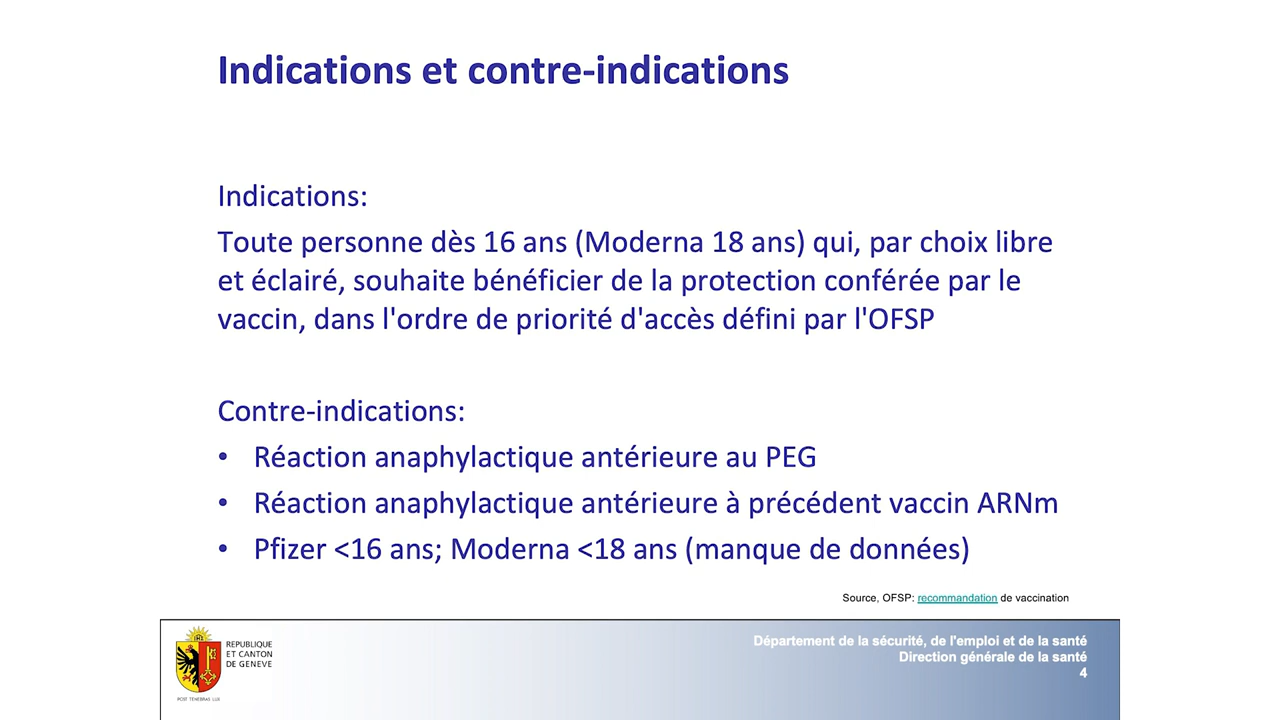 Indications et contre-indications
Indications:
Toute personne dès 16 ans (Moderna 18 ans) qui, par choix libre
et éclairé, souhaite bénéficier de la protection conférée par le
vaccin, dans l'ordre de priorité d'accès défini par l'OFSP
Contre-indications:
• Réaction anaphylactique antérieure au PEG
• Réaction anaphylactique antérieure à précédent vaccin ARNm
• Pfizer <16 ans; Moderna <18 ans (manque de données)
Source, OFSP: recommandation de vaccination
REPUBLIQUE
ET CANTON
DE GENEVE
POST TENEBRAS LUX
Département de la sécurité, de l'emploi et de la santé
Direction générale de la santé
4